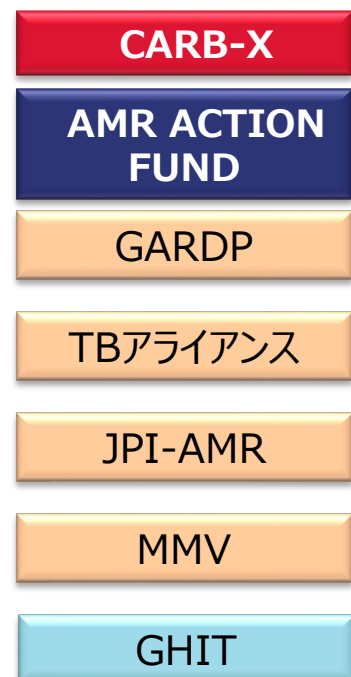 CARB-X
AMR ACTION
FUND
GARDP
TBアライアンス
JPI-AMR
MMV
GHIT